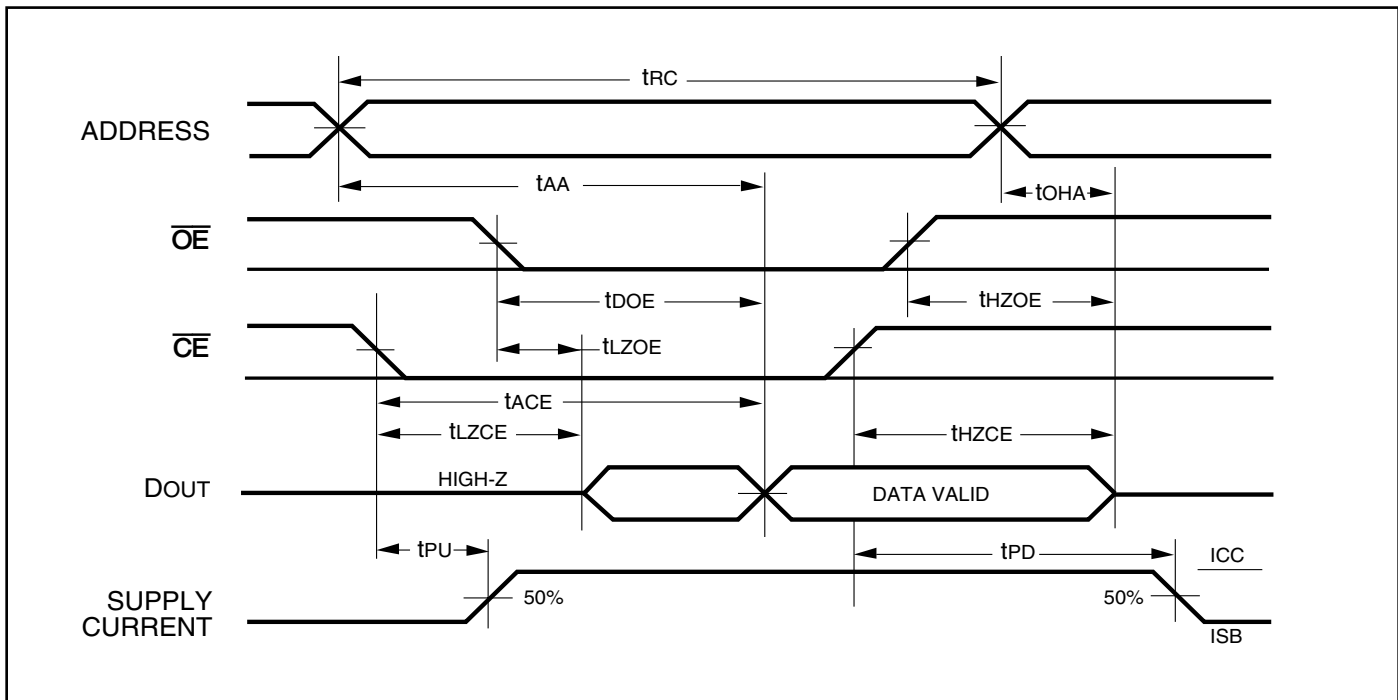 tRC
ADDRESS
tAA
tOHA
OE
tDOE
tHZOE
CE
tLZOE
tACE
tLZCE
tHZCE
DOUT
HIGH-Z
DATA VALID
tPU
tPD
ICC
SUPPLY
CURRENT
50%
50%
ISB